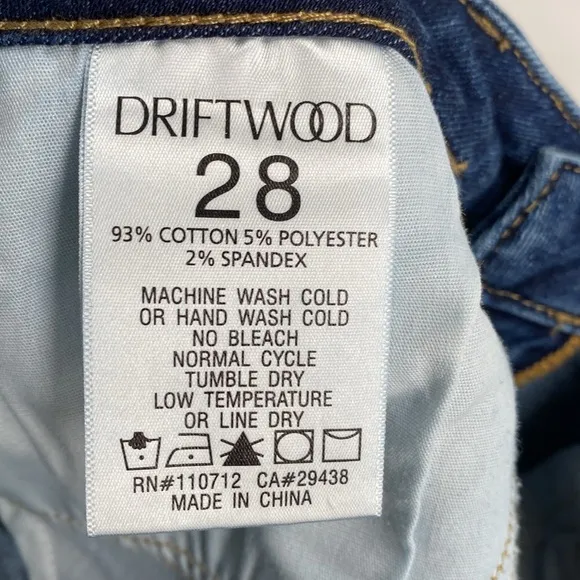 DRIFTWOOD
28
93% COTTON 5% POLYESTER
2% SPANDEX
MACHINE WASH COLD
OR HAND WASH COLD
NO BLEACH
NORMAL CYCLE
TUMBLE DRY
LOW TEMPERATURE
OR LINE DRY
RN#110712 CA#29438
MADE IN CHINA